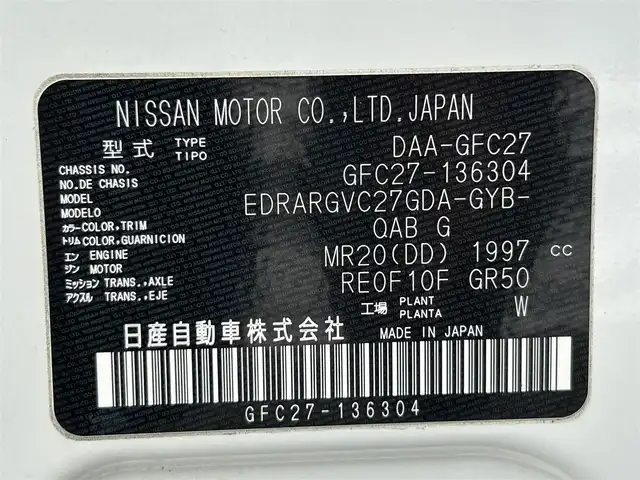 NISSAN MOTOR CO.,LTD.JAPAN
型式 TYPE TIPO DAA-GFC27
CHASSIS NO. NO.DE CHASIS GFC27-136304
MODEL MODELO EDRARGVC27GDA-GYB-
カラー COLOR,TRIM トリム COLOR,GUARNICION QAB G
エンジン ENGINE MOTOR MR20(DD) 1997 CC
ミッション TRANS.,AXLE アクスル TRANS.,EJE RE0F10F GR50
工場 PLANT PLANTA W
日産自動車株式会社 MADE IN JAPAN
GFC27-136304